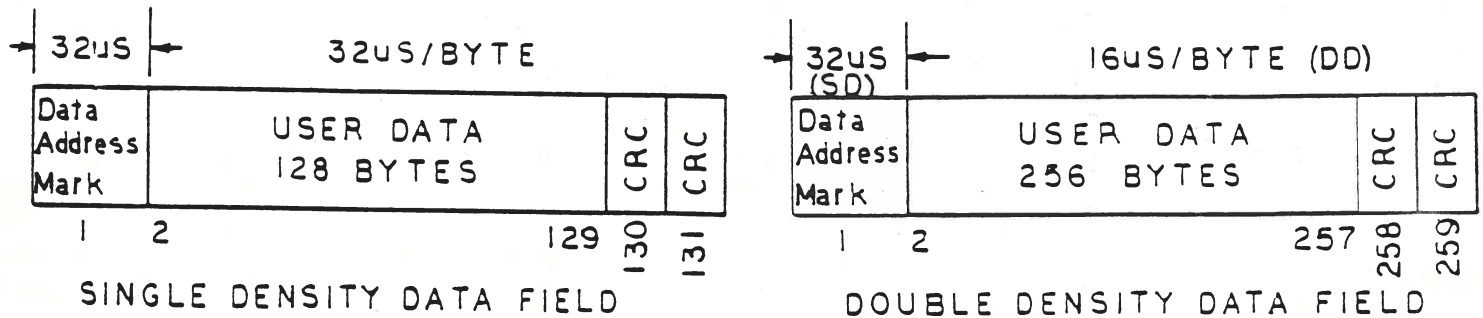 32uS 32uS/BYTE
Data
Address
Mark
USER DATA
128 BYTES
CRC
CRC
1 2 129 130 131
SINGLE DENSITY DATA FIELD
32uS
(SD)
16uS/BYTE (DD)
Data
Address
Mark
USER DATA
256 BYTES
CRC
CRC
1 2 257 258 259
DOUBLE DENSITY DATA FIELD